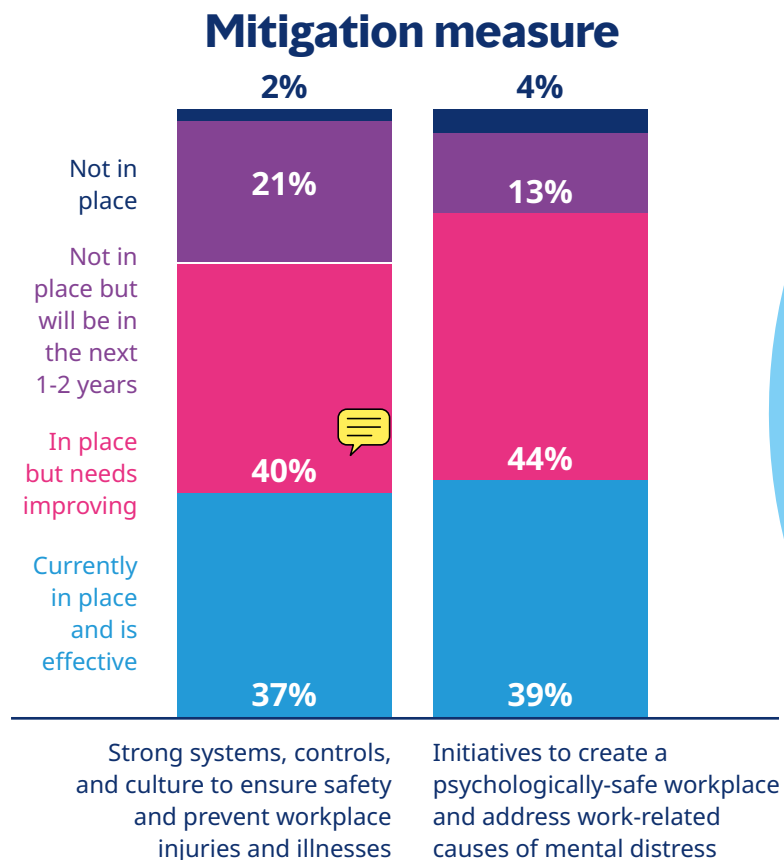 Mitigation measure
2%
4%
Not in
place
21%
13%
Not in
place but
will be in
the next
1-2 years
In place
but needs
improving
40%
44%
Currently
in place
and is
effective
37%
39%
Strong systems, controls,
and culture to ensure safety
and prevent workplace
injuries and illnesses
Initiatives to create a
psychologically-safe workplace
and address work-related
causes of mental distress